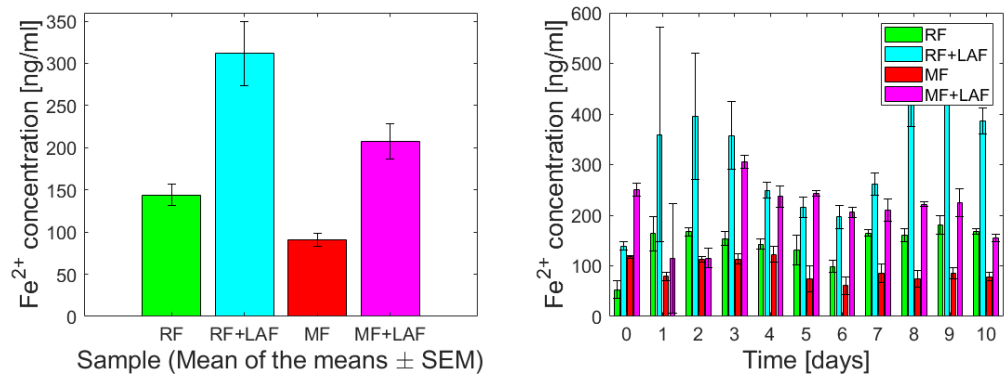 Fe²⁺ concentration [ng/ml]
350
300
250
200
150
100
50
0
RF RF+LAF MF MF+LAF
Sample (Mean of the means ± SEM)
Fe²⁺ concentration [ng/ml]
600
500
400
300
200
100
0
RF
RF+LAF
MF
MF+LAF
0 1 2 3 4 5 6 7 8 9 10
Time [days]